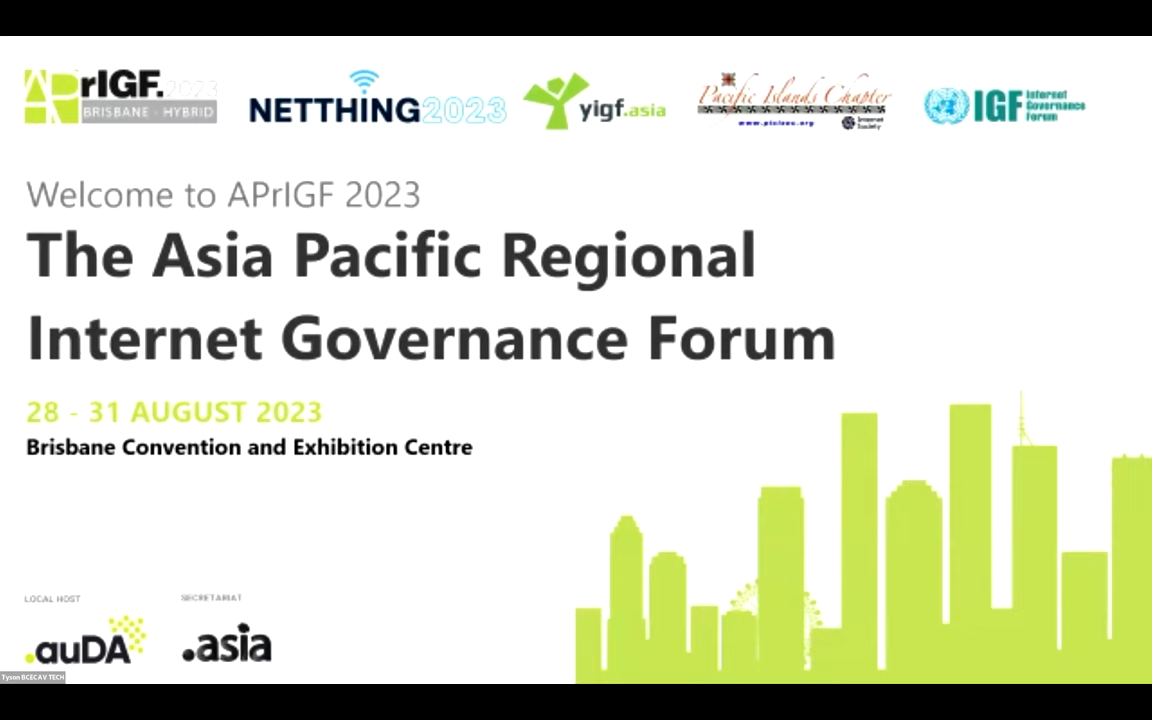 APrIGF.2023
BRISBANE - HYBRID
NETTHING2023
yigf.asia
Pacific Islands Chapter
www.picisoc.org
Internet Society
IGF Internet Governance Forum
Welcome to APrIGF 2023
The Asia Pacific Regional
Internet Governance Forum
28 - 31 AUGUST 2023
Brisbane Convention and Exhibition Centre
LOCAL HOST
SECRETARIAT
.auDA
.asia
Tyson BCEC AV TECH